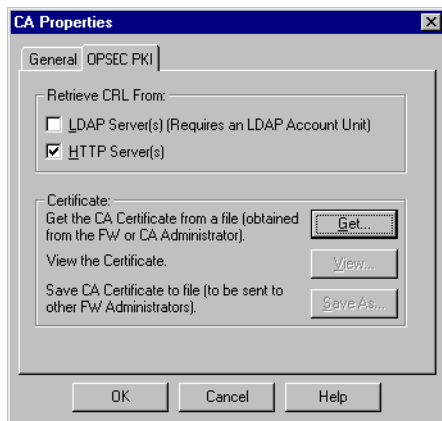 CA Properties
General OPSEC PKI
Retrieve CRL From:
LDAP Server(s) (Requires an LDAP Account Unit)
HTTP Server(s)
Certificate:
Get the CA Certificate from a file (obtained
from the FW or CA Administrator).
Get...
View the Certificate.
View...
Save CA Certificate to file (to be sent to
other FW Administrators).
Save As...
OK Cancel Help